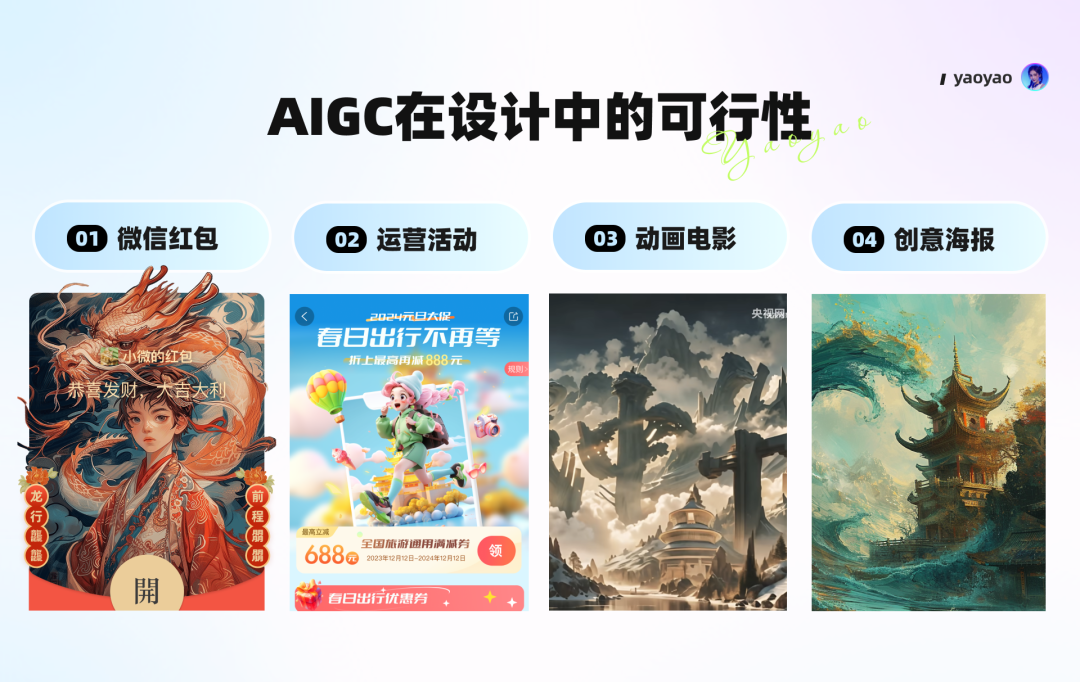 yaoyao
AIGC在设计中的可行性
Yaoyao
01 微信红包
02 运营活动
03 动画电影
04 创意海报
小微的红包
恭喜发财，大吉大利
龙行龘龘
前程朤朤
開
2024元旦大促
春日出行不再等
折上最高再减888元
规则
最高立减
688元
全国旅游通用满减券
2023年12月12日-2024年12月12日
领
春日出行优惠券
央视网